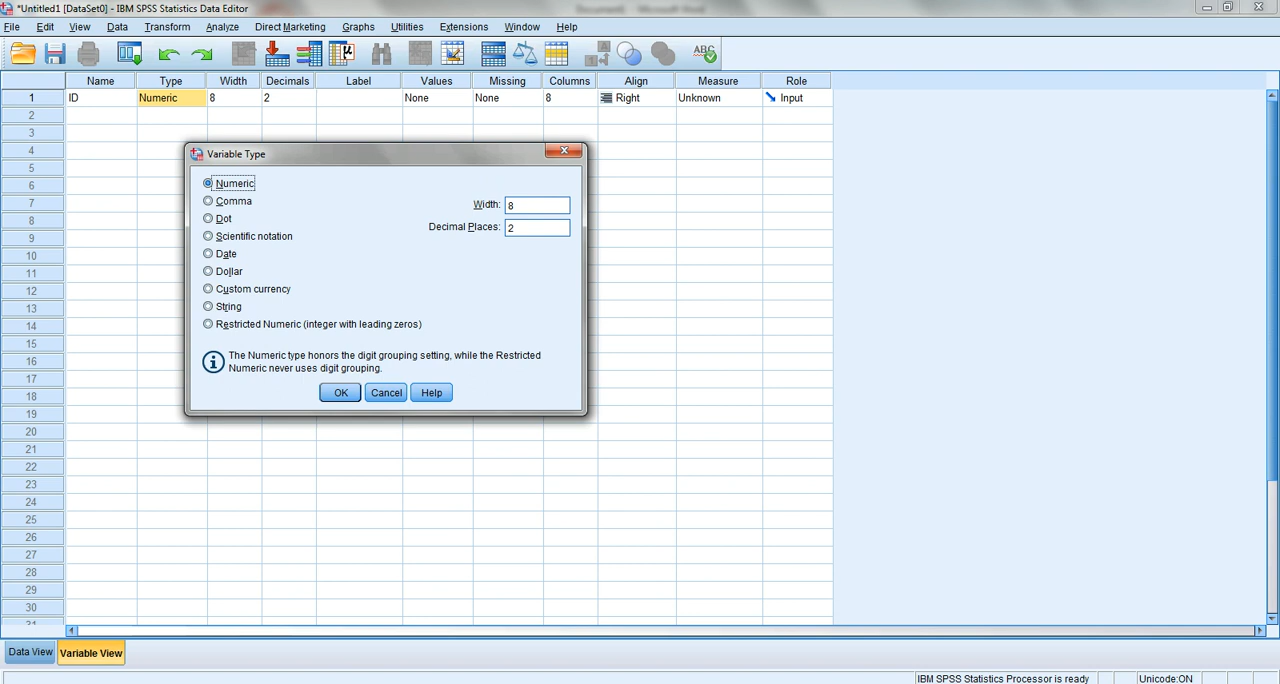 *Untitled1 [DataSet0] - IBM SPSS Statistics Data Editor
File Edit View Data Transform Analyze Direct Marketing Graphs Utilities Extensions Window Help
Name Type Width Decimals Label Values Missing Columns Align Measure Role
1 ID Numeric 8 2 None None 8 Right Unknown Input
2
3
4
Variable Type
5
6
Numeric
Comma
Width: 8
7
8
Dot
Decimal Places: 2
9
Scientific notation
10
Date
11
Dollar
12
Custom currency
13
String
14
Restricted Numeric (integer with leading zeros)
15
16
The Numeric type honors the digit grouping setting, while the Restricted
Numeric never uses digit grouping.
17
18
OK Cancel Help
19
20
21
22
23
24
25
26
27
28
29
30
31
Data View Variable View
IBM SPSS Statistics Processor is ready Unicode:ON